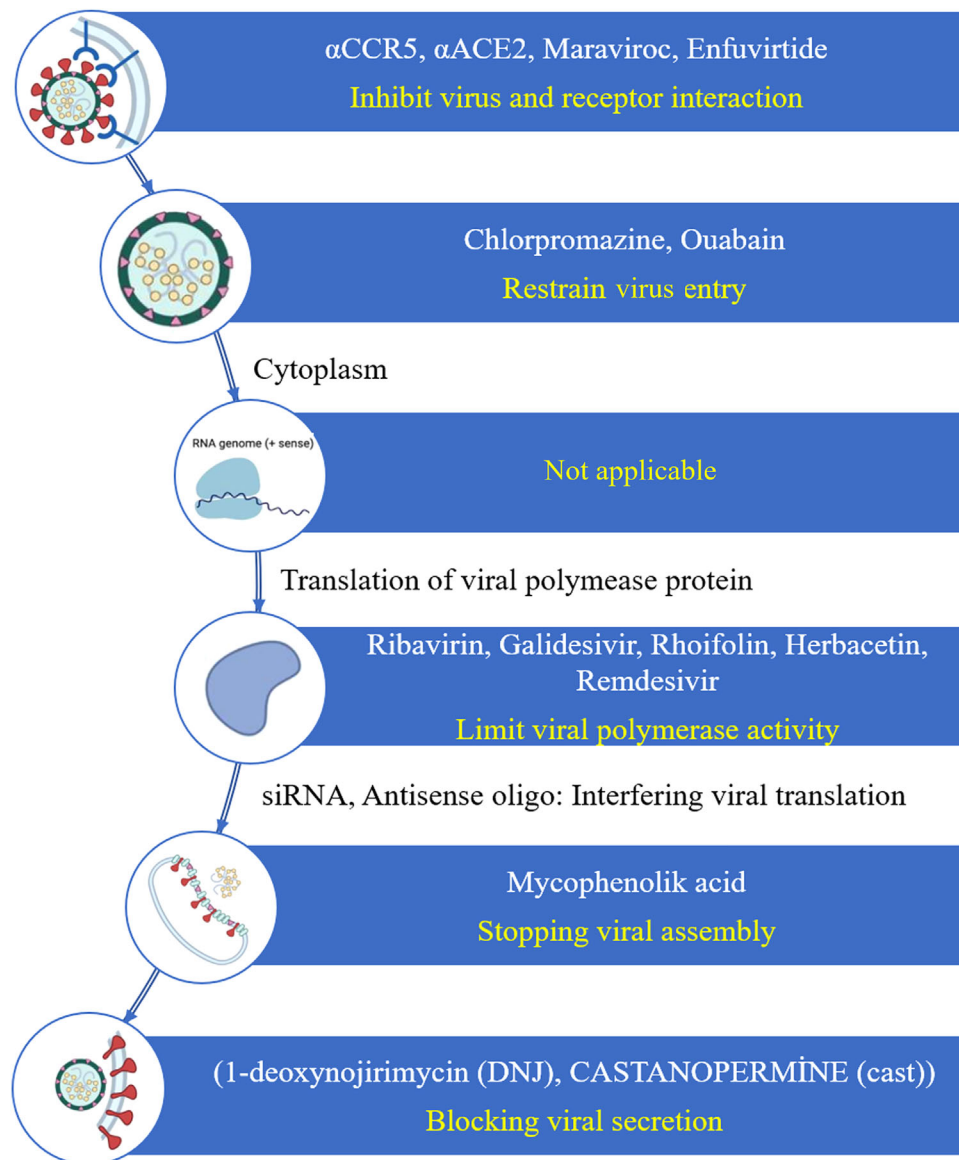 αCCR5, αACE2, Maraviroc, Enfuvirtide
Inhibit virus and receptor interaction
Chlorpromazine, Ouabain
Restrain virus entry
Cytoplasm
RNA genome (+ sense)
Not applicable
Translation of viral polymease protein
Ribavirin, Galidesivir, Rhoifolin, Herbacetin,
Remdesivir
Limit viral polymerase activity
siRNA, Antisense oligo: Interfering viral translation
Mycophenolik acid
Stopping viral assembly
(1-deoxynojirimycin (DNJ), CASTANOPERMİNE (cast))
Blocking viral secretion